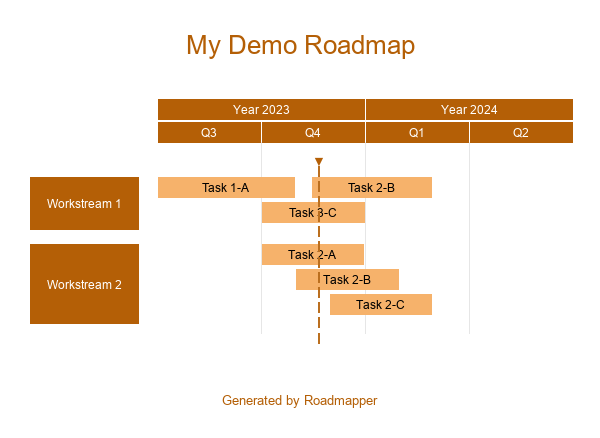 My Demo Roadmap
Year 2023 Year 2024
Q3 Q4 Q1 Q2
Workstream 1
Task 1-A Task 2-B
Task 3-C
Workstream 2
Task 2-A
Task 2-B
Task 2-C
Generated by Roadmapper